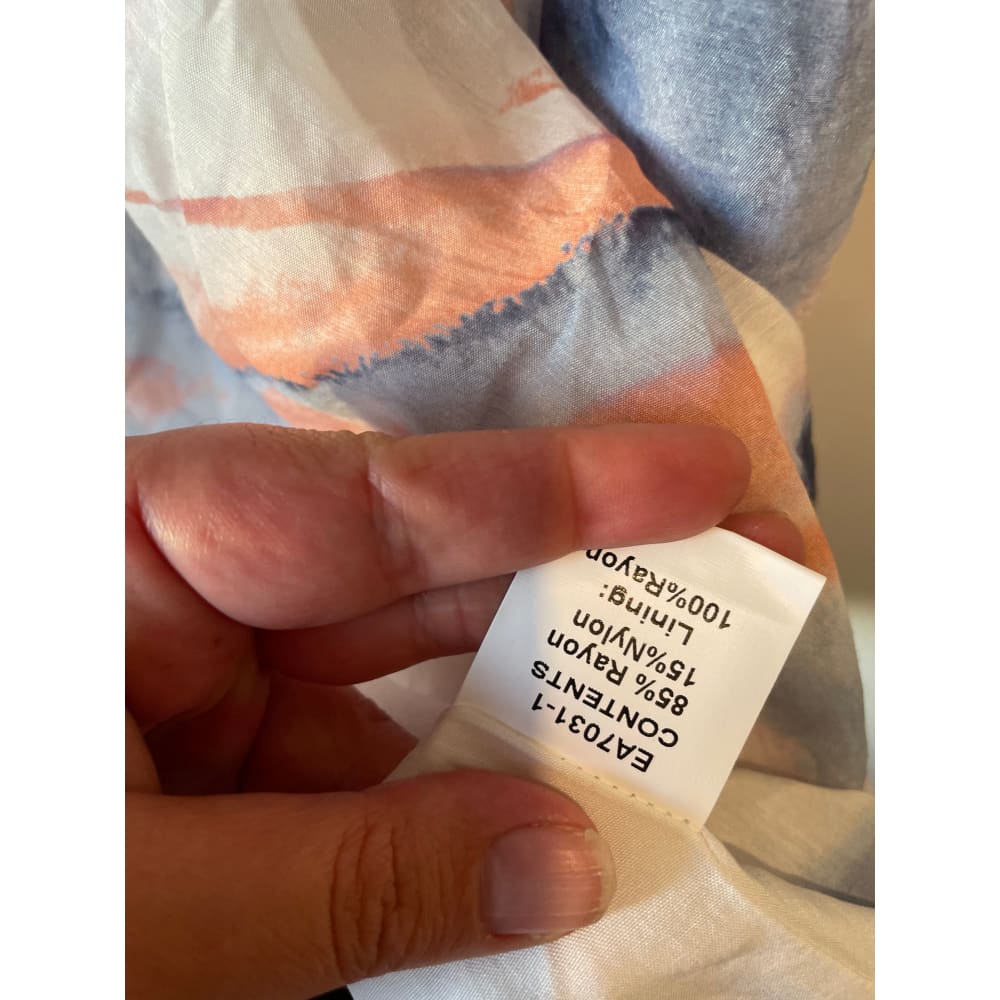 EA7031-1
CONTENTS
85% Rayon
15%Nylon
Lining:
100%Rayon